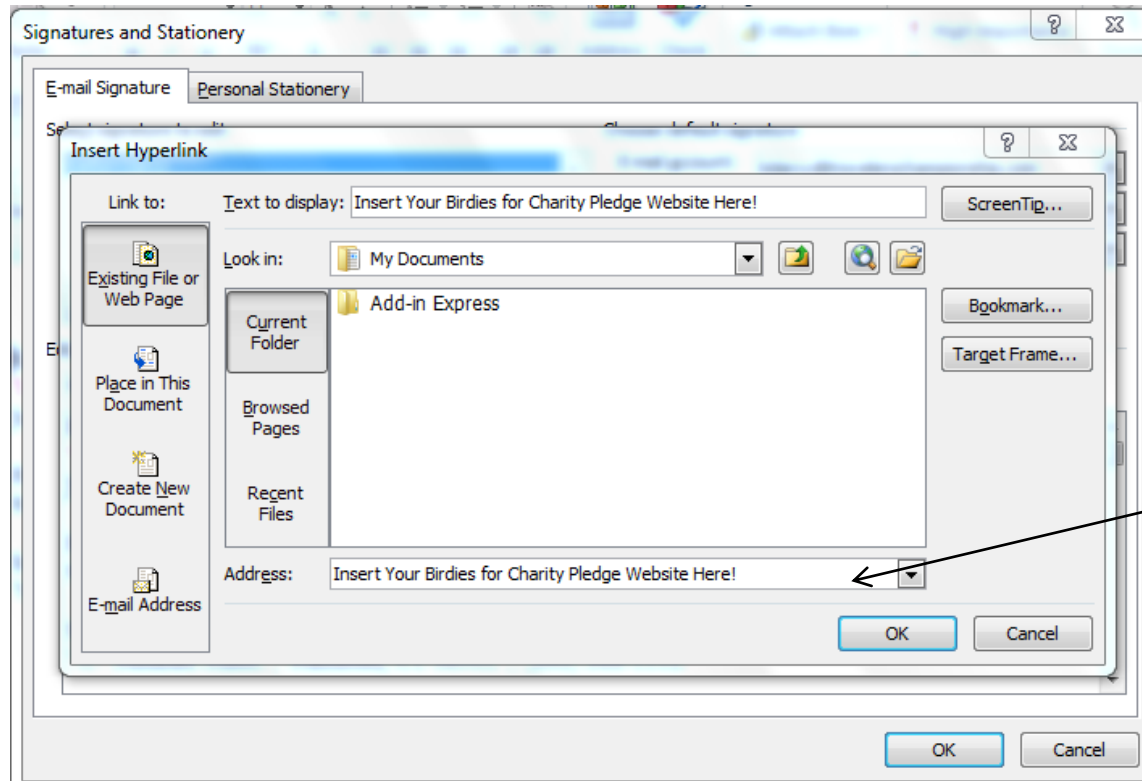 Signatures and Stationery
E-mail Signature
Personal Stationery
Insert Hyperlink
Link to:
Text to display: Insert Your Birdies for Charity Pledge Website Here!
ScreenTip...
Existing File or
Web Page
Look in:
My Documents
Current
Folder
Add-in Express
Bookmark...
Target Frame...
Place in This
Document
Browsed
Pages
Create New
Document
Recent
Files
E-mail Address
Address: Insert Your Birdies for Charity Pledge Website Here!
OK
Cancel
OK
Cancel